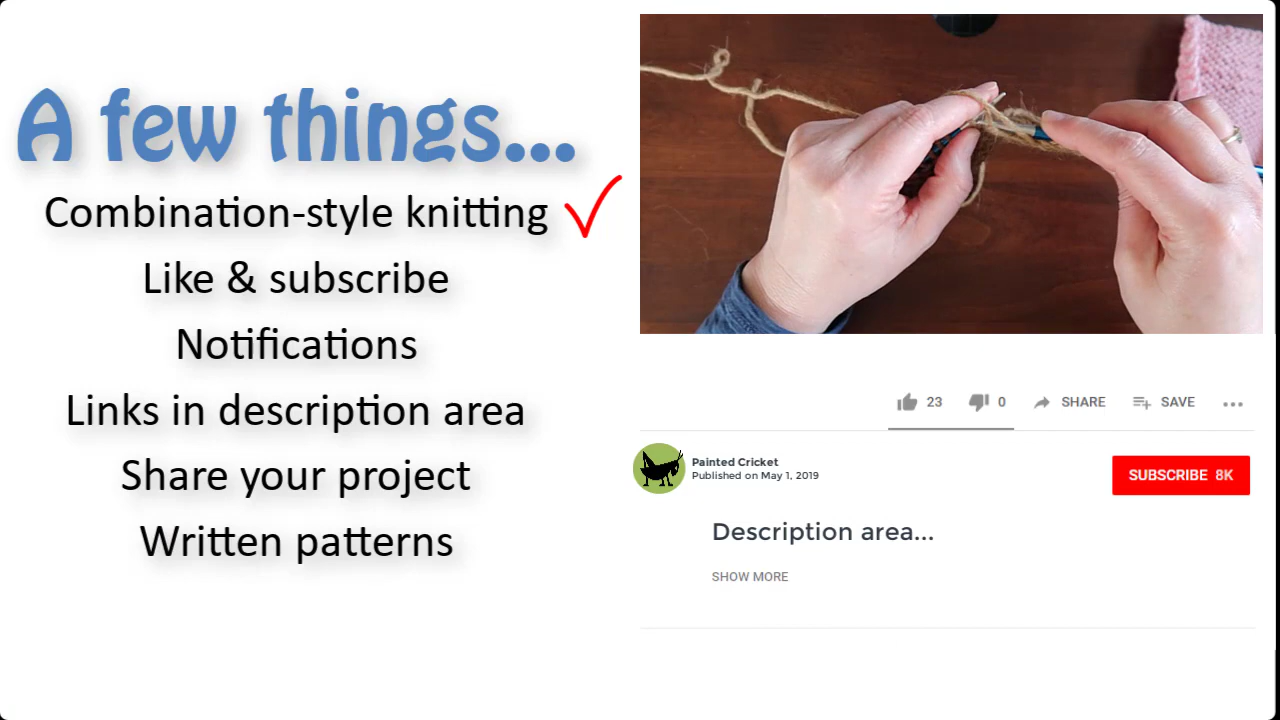 A few things...
Combination-style knitting
Like & subscribe
Notifications
Links in description area
Share your project
Written patterns
23 0 SHARE SAVE
Painted Cricket
Published on May 1, 2019
SUBSCRIBE 8K
Description area...
SHOW MORE